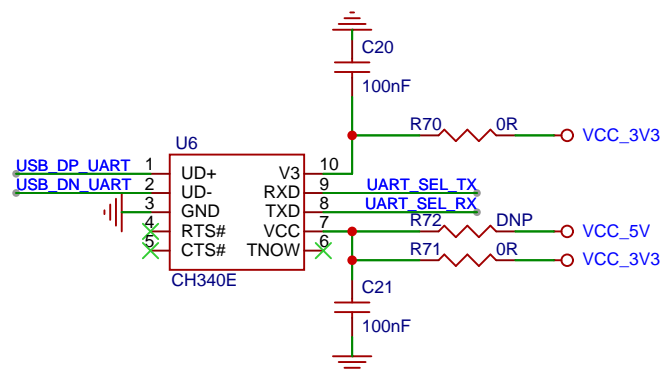 C20
100nF
R70 0R VCC_3V3
U6
USB_DP_UART 1 UD+ V3 10
USB_DN_UART 2 UD- RXD 9 UART_SEL_TX
3 GND TXD 8 UART_SEL_RX
4 RTS# VCC 7 R72 DNP VCC_5V
5 CTS# TNOW 6 R71 0R VCC_3V3
CH340E
C21
100nF